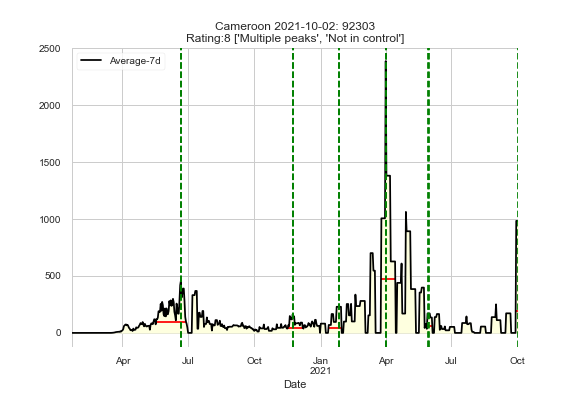 Cameroon 2021-10-02: 92303
Rating:8 ['Multiple peaks', 'Not in control']
Average-7d
2500
2000
1500
1000
500
0
Apr
Jul
Oct
Jan
2021
Apr
Jul
Oct
Date